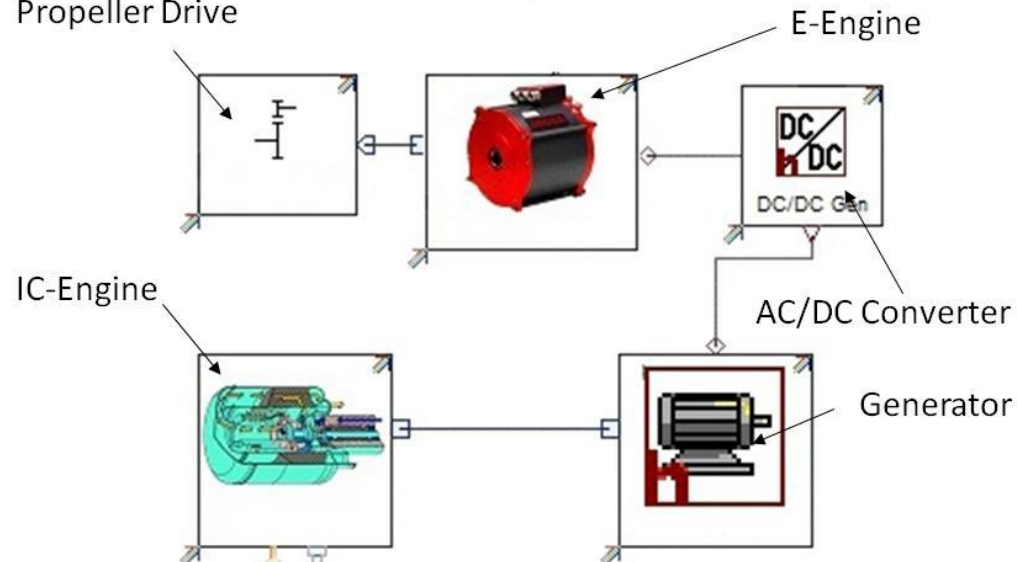 Propeller Drive
E-Engine
DC
DC
DC/DC Gen
IC-Engine
AC/DC Converter
Generator